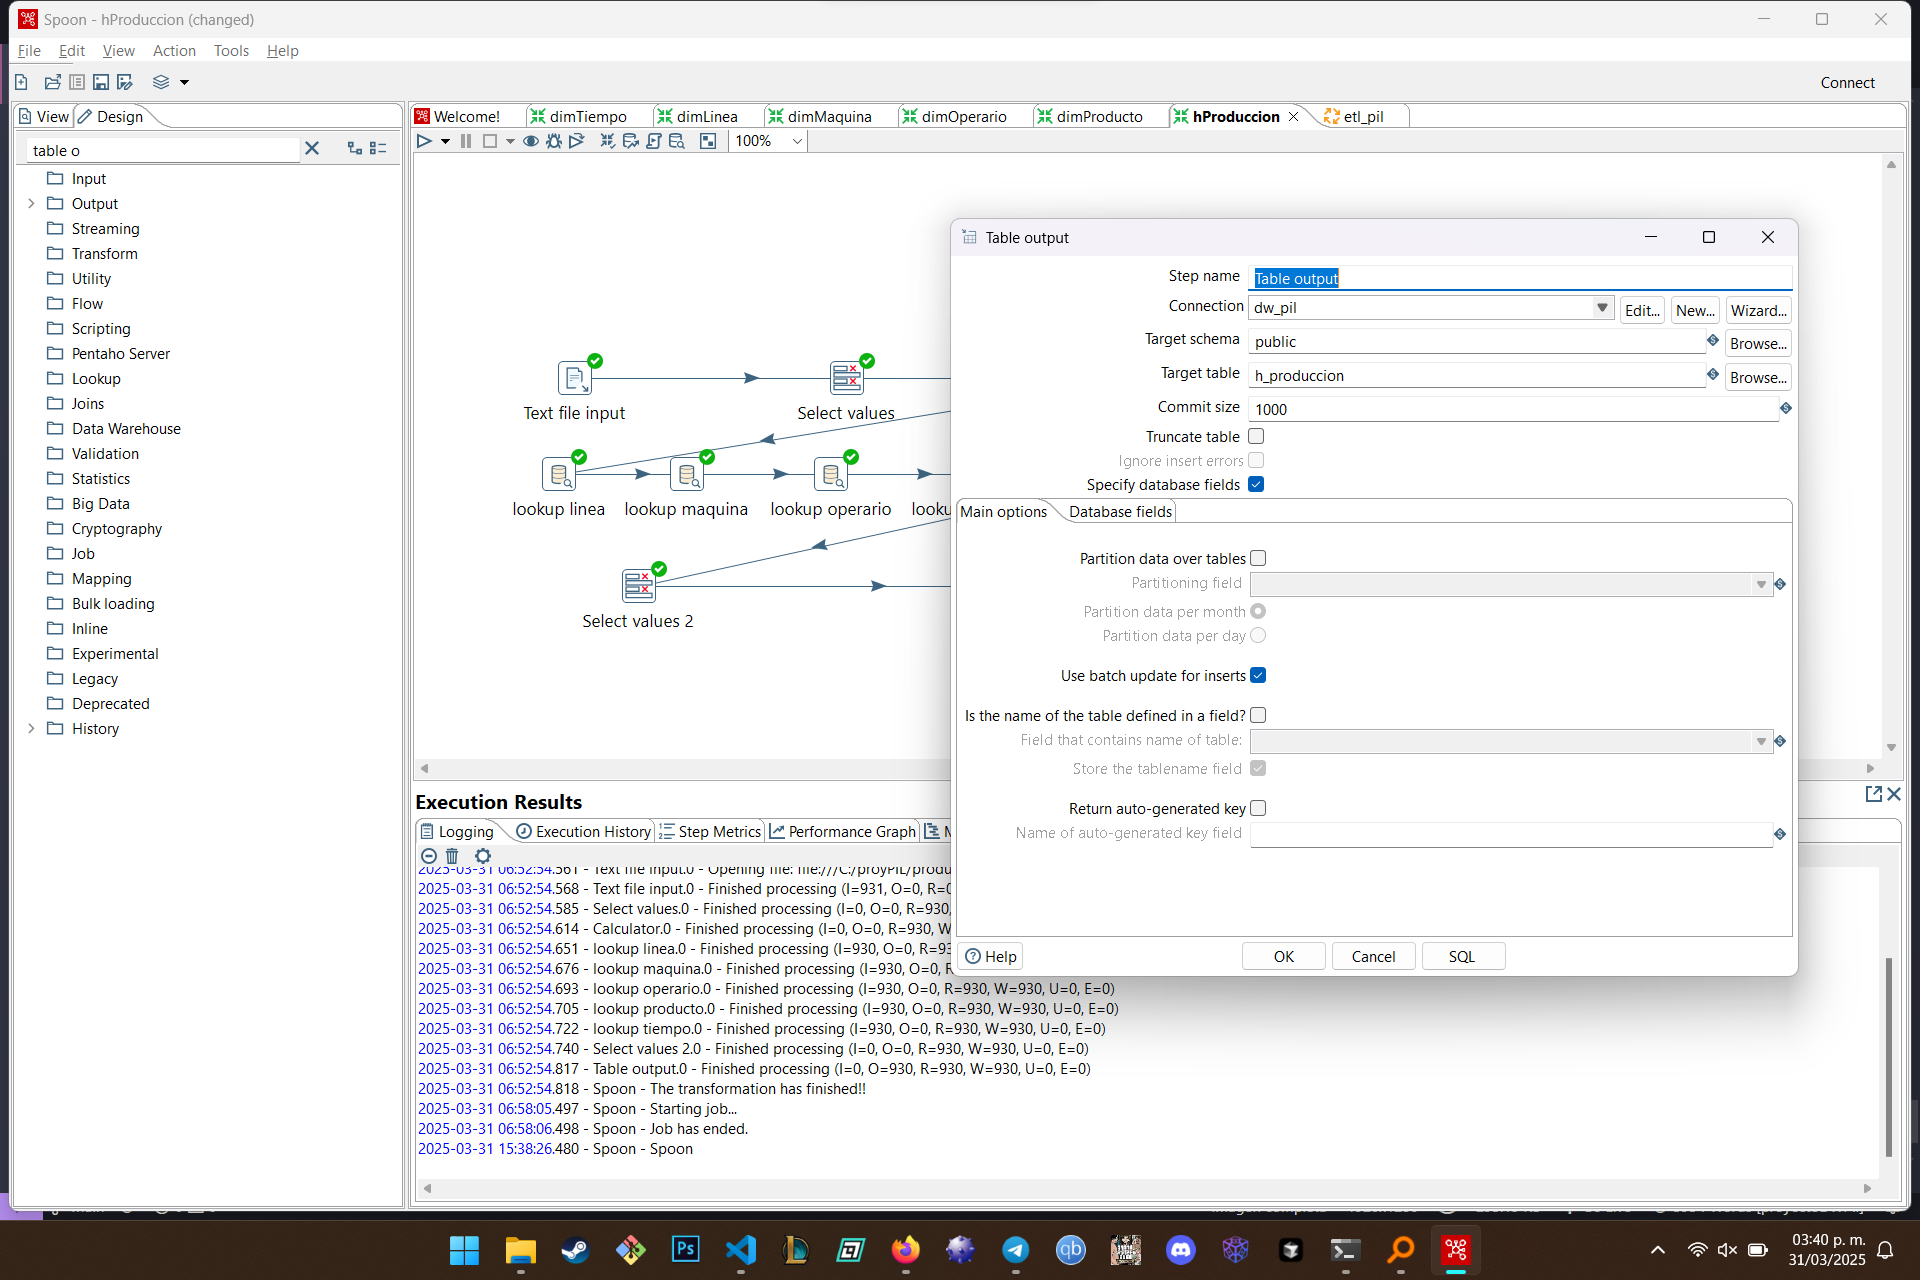 Spoon - hProduccion (changed)
File Edit View Action Tools Help
Connect
View Design
Welcome! dimTiempo dimLinea dimMaquina dimOperario dimProducto hProduccion etl_pil
table o
100%
Input
Output
Streaming
Transform
Utility
Flow
Scripting
Pentaho Server
Lookup
Joins
Data Warehouse
Validation
Statistics
Big Data
Cryptography
Job
Mapping
Bulk loading
Inline
Experimental
Legacy
Deprecated
History
Text file input
Select values
lookup linea
lookup maquina
lookup operario
Select values 2
Table output
Step name Table output
Connection dw_pil Edit... New... Wizard...
Target schema public Browse...
Target table h_produccion Browse...
Commit size 1000
Truncate table
Ignore insert errors
Specify database fields
Main options Database fields
Partition data over tables
Partitioning field
Partition data per month
Partition data per day
Use batch update for inserts
Is the name of the table defined in a field?
Field that contains name of table:
Store the tablename field
Return auto-generated key
Name of auto-generated key field
Help OK Cancel SQL
Execution Results
Logging Execution History Step Metrics Performance Graph
2025-03-31 06:52:54.561 - Text file input.0 - Opening file: file:///C:/proyPIL/produ
2025-03-31 06:52:54.568 - Text file input.0 - Finished processing (I=931, O=0, R=0
2025-03-31 06:52:54.585 - Select values.0 - Finished processing (I=0, O=0, R=930,
2025-03-31 06:52:54.614 - Calculator.0 - Finished processing (I=0, O=0, R=930, W
2025-03-31 06:52:54.651 - lookup linea.0 - Finished processing (I=930, O=0, R=93
2025-03-31 06:52:54.676 - lookup maquina.0 - Finished processing (I=930, O=0, R
2025-03-31 06:52:54.693 - lookup operario.0 - Finished processing (I=930, O=0, R=930, W=930, U=0, E=0)
2025-03-31 06:52:54.705 - lookup producto.0 - Finished processing (I=930, O=0, R=930, W=930, U=0, E=0)
2025-03-31 06:52:54.722 - lookup tiempo.0 - Finished processing (I=930, O=0, R=930, W=930, U=0, E=0)
2025-03-31 06:52:54.740 - Select values 2.0 - Finished processing (I=0, O=0, R=930, W=930, U=0, E=0)
2025-03-31 06:52:54.817 - Table output.0 - Finished processing (I=0, O=930, R=930, W=930, U=0, E=0)
2025-03-31 06:52:54.818 - Spoon - The transformation has finished!!
2025-03-31 06:58:05.497 - Spoon - Starting job...
2025-03-31 06:58:06.498 - Spoon - Job has ended.
2025-03-31 15:38:26.480 - Spoon - Spoon
Ps
qb
03:40 p. m.
31/03/2025